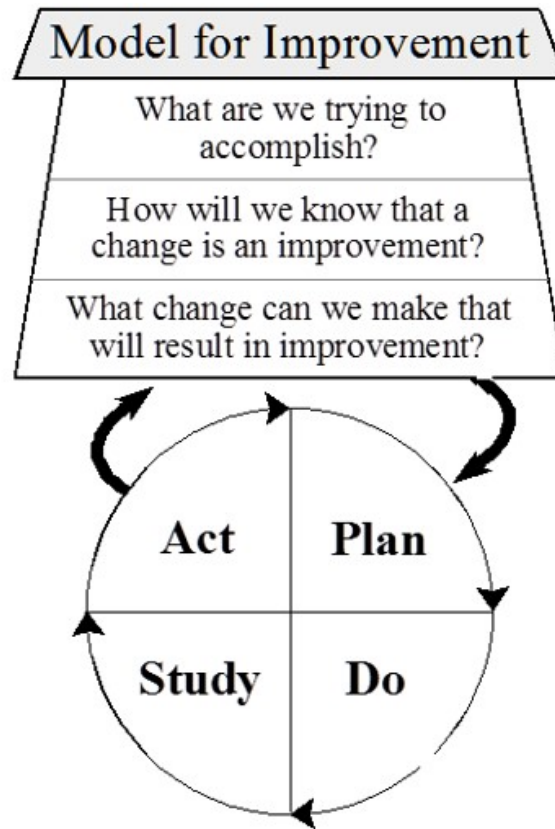 Model for Improvement
What are we trying to
accomplish?
How will we know that a
change is an improvement?
What change can we make that
will result in improvement?
Act
Plan
Study
Do